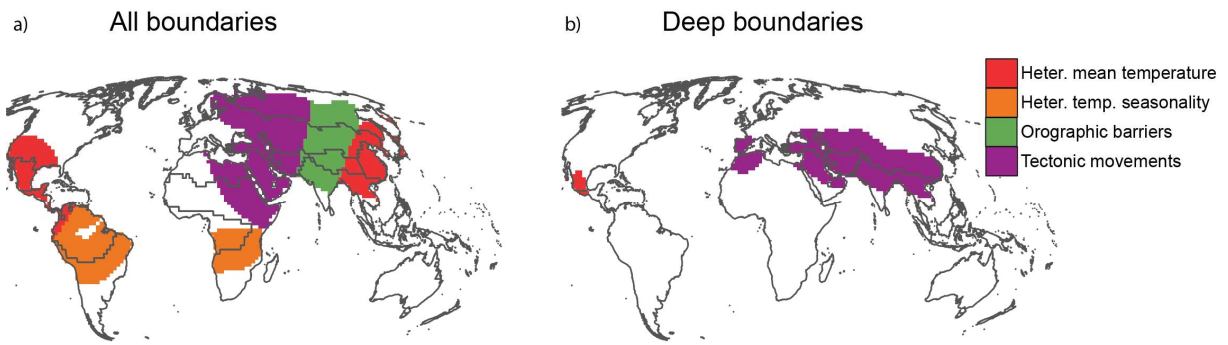 a) All boundaries
b) Deep boundaries
Heter. mean temperature
Heter. temp. seasonality
Orographic barriers
Tectonic movements